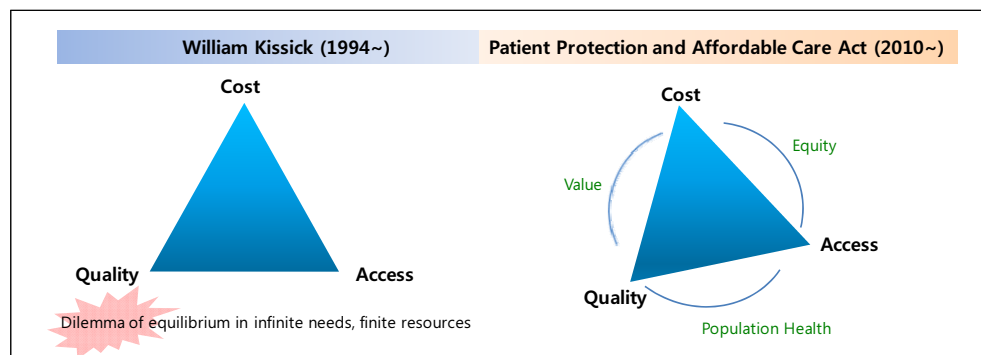 William Kissick (1994~)
Patient Protection and Affordable Care Act (2010~)
Cost
Quality
Access
Dilemma of equilibrium in infinite needs, finite resources
Cost
Equity
Value
Access
Quality
Population Health